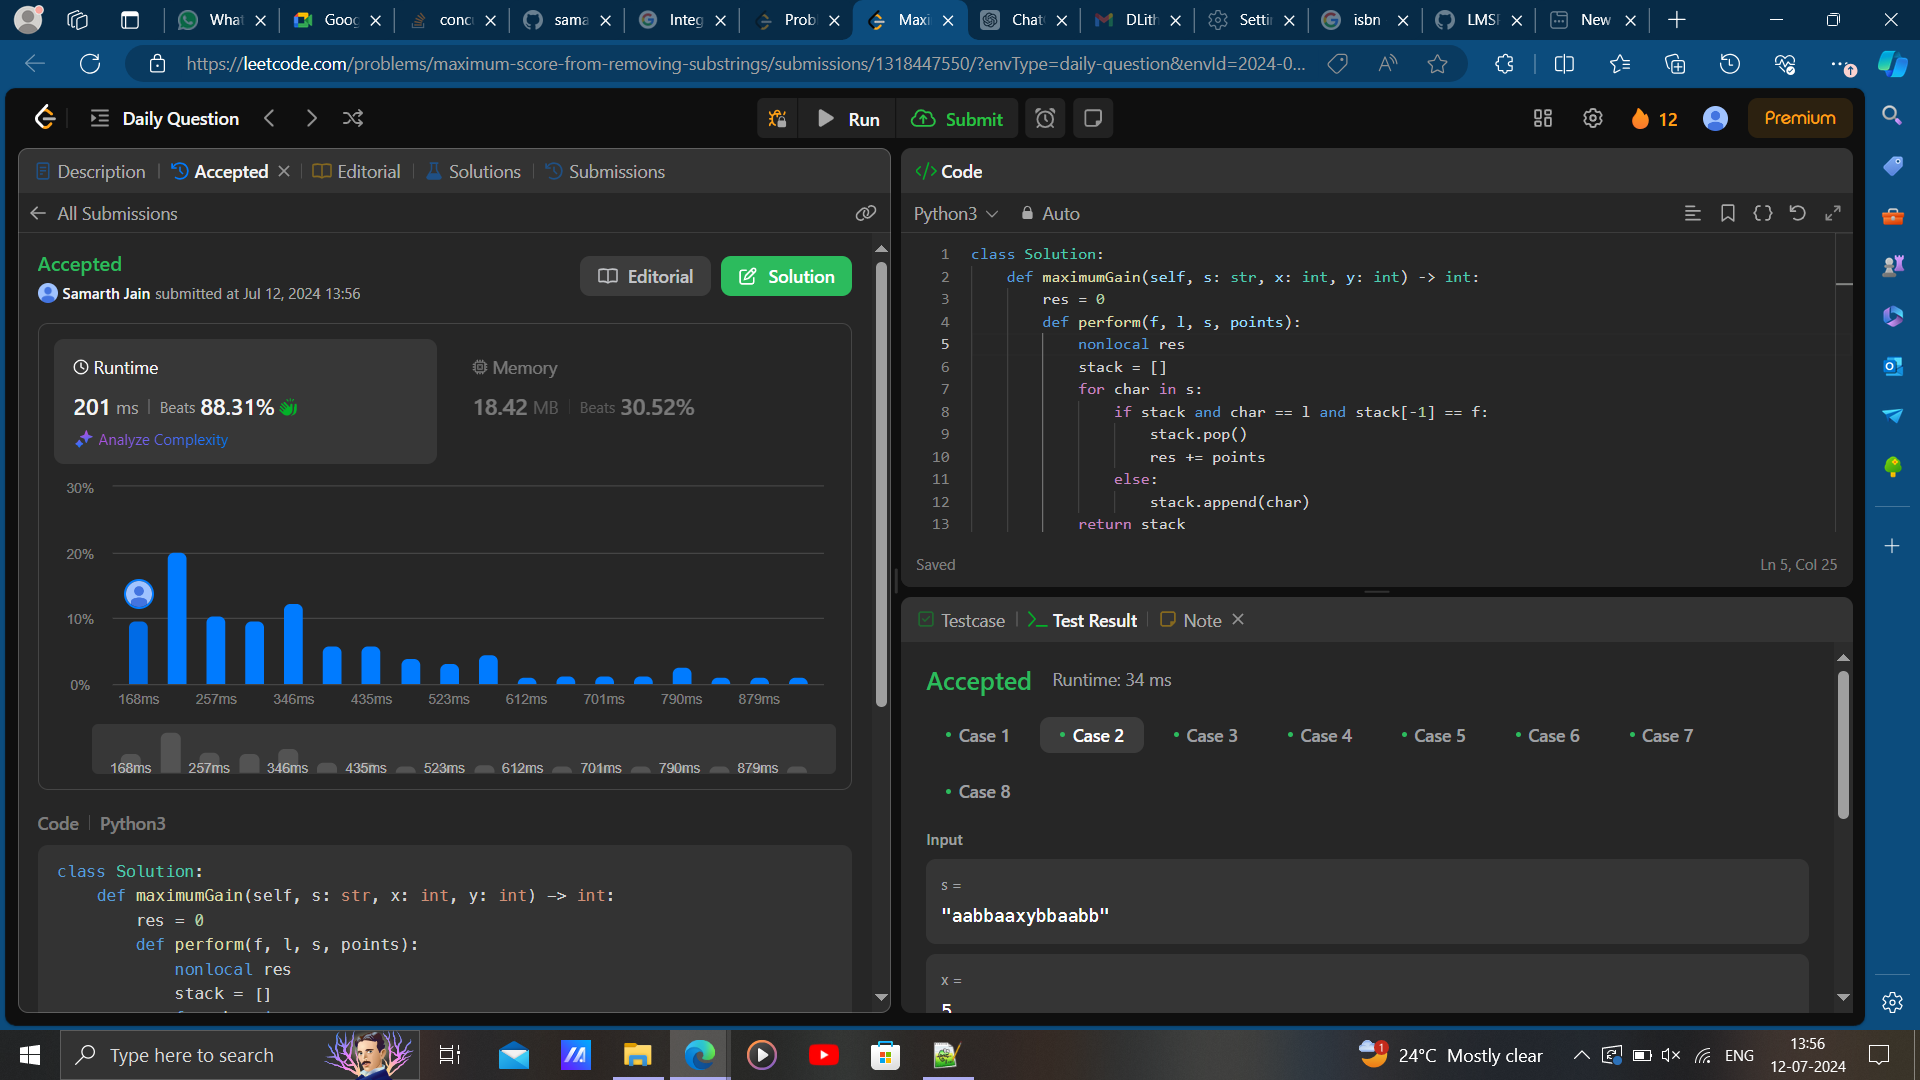 What
Goog
conc
sama
Integ
Prob
Maxi
Chat
DLith
Settin
isbn
LMSP
New
https://leetcode.com/problems/maximum-score-from-removing-substrings/submissions/1318447550/?envType=daily-question&envId=2024-0...
Daily Question
Run
Submit
12
Premium
Description
Accepted
Editorial
Solutions
Submissions
All Submissions
Accepted
Samarth Jain submitted at Jul 12, 2024 13:56
Editorial
Solution
Runtime
201 ms | Beats 88.31%
Analyze Complexity
Memory
18.42 MB | Beats 30.52%
30%
20%
10%
0%
168ms 257ms 346ms 435ms 523ms 612ms 701ms 790ms 879ms
168ms 257ms 346ms 435ms 523ms 612ms 701ms 790ms 879ms
Code | Python3
class Solution:
def maximumGain(self, s: str, x: int, y: int) -> int:
res = 0
def perform(f, l, s, points):
nonlocal res
stack = []
</> Code
Python3
Auto
1 class Solution:
2 def maximumGain(self, s: str, x: int, y: int) -> int:
3 res = 0
4 def perform(f, l, s, points):
5 nonlocal res
6 stack = []
7 for char in s:
8 if stack and char == l and stack[-1] == f:
9 stack.pop()
10 res += points
11 else:
12 stack.append(char)
13 return stack
Saved
Ln 5, Col 25
Testcase
Test Result
Note
Accepted
Runtime: 34 ms
Case 1
Case 2
Case 3
Case 4
Case 5
Case 6
Case 7
Case 8
Input
s =
"aabbaaxybbaabb"
x =
5
Type here to search
1
24°C Mostly clear
ENG
13:56
12-07-2024